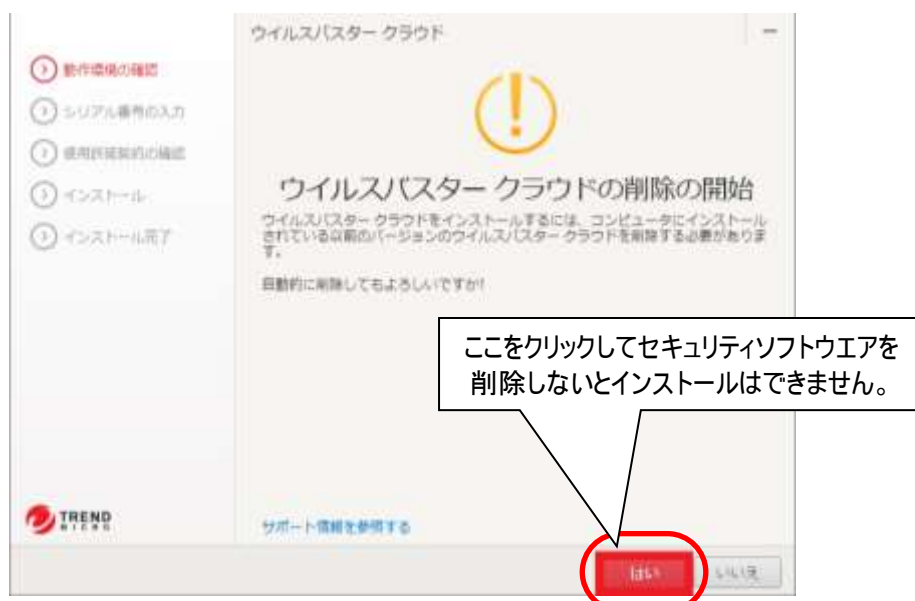 ウイルスバスター クラウド
動作環境の確認
シリアル番号の入力
使用許諾契約の確認
インストール
インストール完了
ウイルスバスター クラウドの削除の開始
ウイルスバスター クラウドをインストールするには、コンピュータにインストール
されている以前のバージョンのウイルスバスター クラウドを削除する必要がありま
す。
自動的に削除してもよろしいですか?
ここをクリックしてセキュリティソフトウエアを
削除しないとインストールはできません。
TREND
MICRO
サポート情報を参照する
はい
いいえ